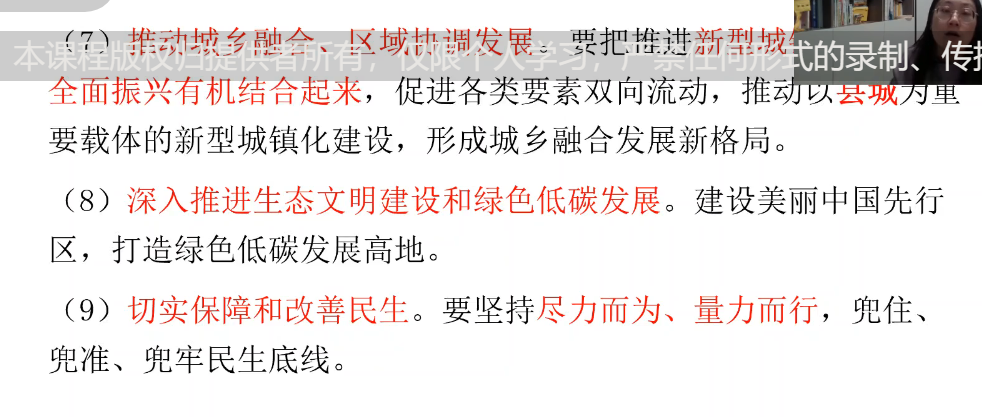 （7）推动城乡融合、区域协调发展。要把推进新型城
本课程版权归提供者所有，仅限个人学习，严禁任何形式的录制、传播
全面振兴有机结合起来，促进各类要素双向流动，推动以县城为重
要载体的新型城镇化建设，形成城乡融合发展新格局。
（8）深入推进生态文明建设和绿色低碳发展。建设美丽中国先行
区，打造绿色低碳发展高地。
（9）切实保障和改善民生。要坚持尽力而为、量力而行，兜住、
兜准、兜牢民生底线。